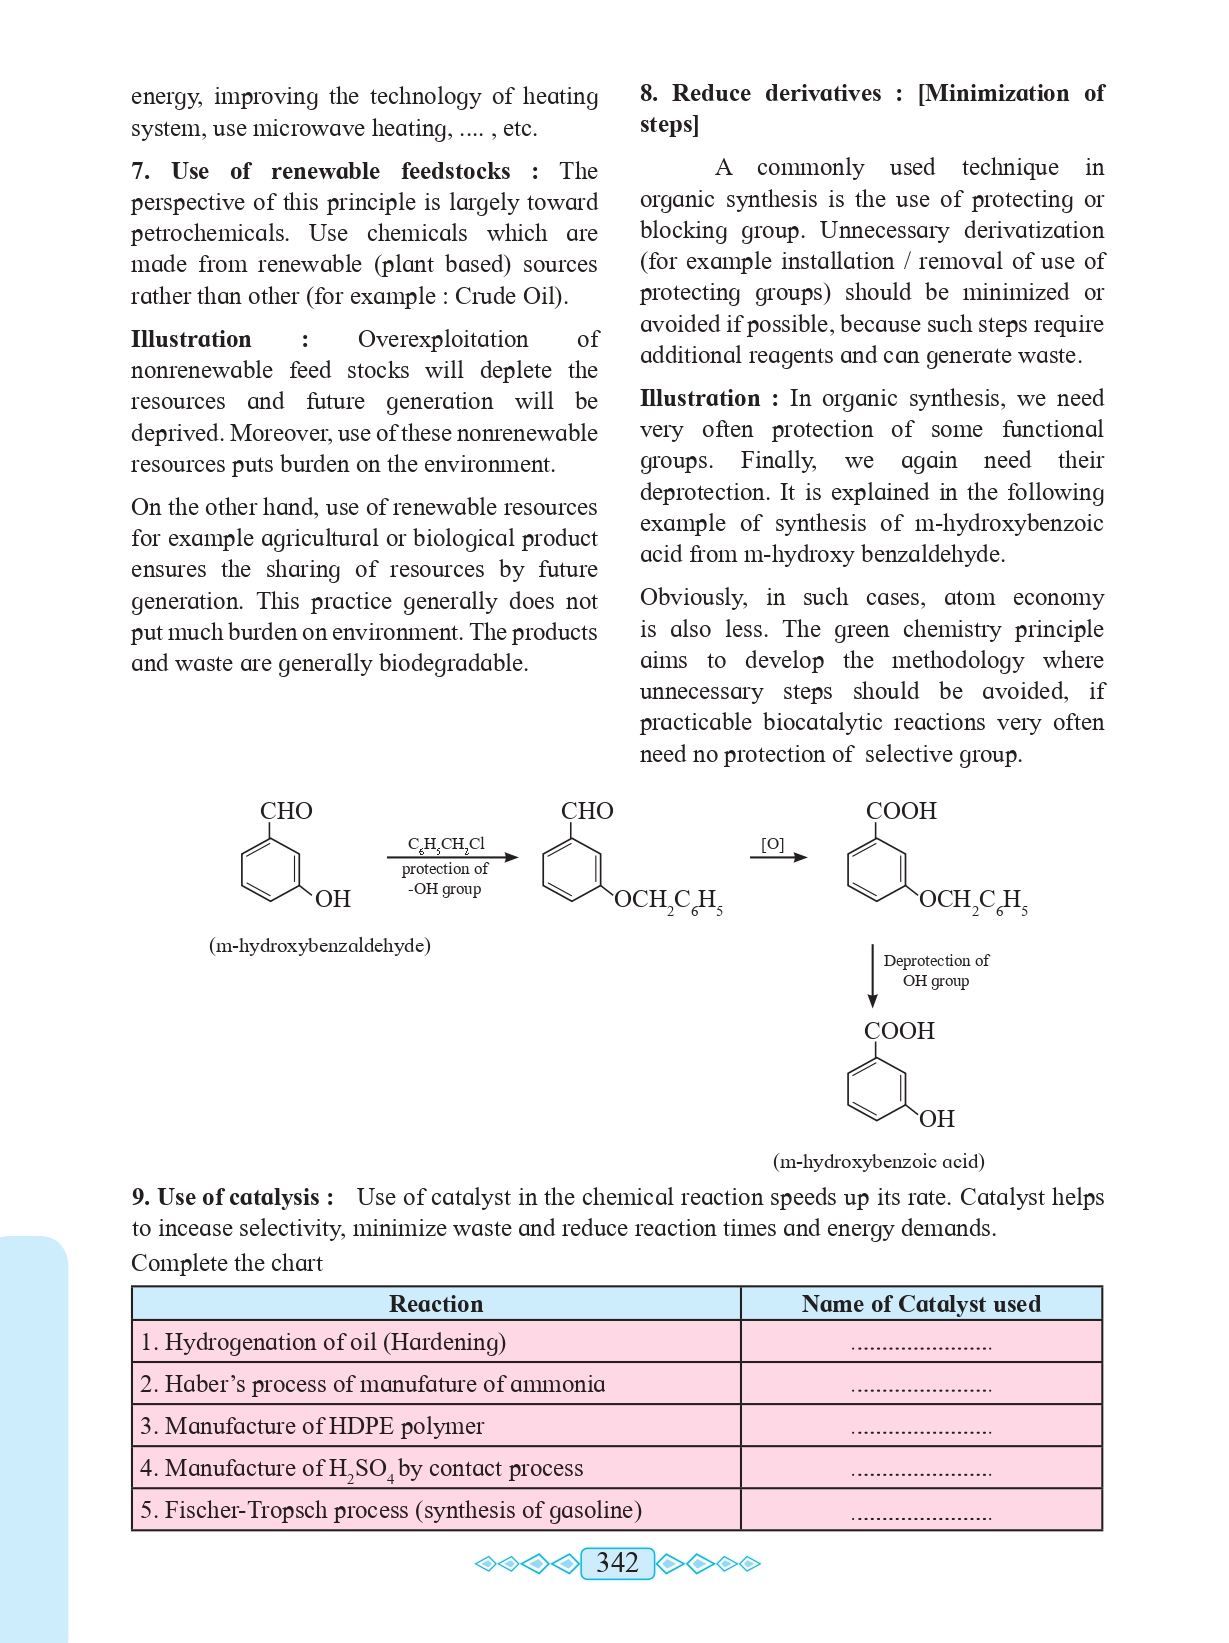 energy, improving the technology of heating
system, use microwave heating, .... , etc.
7. Use of renewable feedstocks : The
perspective of this principle is largely toward
petrochemicals. Use chemicals which are
made from renewable (plant based) sources
rather than other (for example : Crude Oil).
Illustration : Overexploitation of
nonrenewable feed stocks will deplete the
resources and future generation will be
deprived. Moreover, use of these nonrenewable
resources puts burden on the environment.
On the other hand, use of renewable resources
for example agricultural or biological product
ensures the sharing of resources by future
generation. This practice generally does not
put much burden on environment. The products
and waste are generally biodegradable.
8. Reduce derivatives : [Minimization of
steps]
A commonly used technique in
organic synthesis is the use of protecting or
blocking group. Unnecessary derivatization
(for example installation / removal of use of
protecting groups) should be minimized or
avoided if possible, because such steps require
additional reagents and can generate waste.
Illustration : In organic synthesis, we need
very often protection of some functional
groups. Finally, we again need their
deprotection. It is explained in the following
example of synthesis of m-hydroxybenzoic
acid from m-hydroxy benzaldehyde.
Obviously, in such cases, atom economy
is also less. The green chemistry principle
aims to develop the methodology where
unnecessary steps should be avoided, if
practicable biocatalytic reactions very often
need no protection of selective group.
CHO
OH
(m-hydroxybenzaldehyde)
C6H5CH2Cl
protection of
-OH group
CHO
OCH2C6H5
[O]
COOH
OCH2C6H5
Deprotection of
OH group
COOH
OH
(m-hydroxybenzoic acid)
9. Use of catalysis : Use of catalyst in the chemical reaction speeds up its rate. Catalyst helps
to incease selectivity, minimize waste and reduce reaction times and energy demands.
Complete the chart
Reaction Name of Catalyst used
1. Hydrogenation of oil (Hardening) .......................
2. Haber's process of manufature of ammonia .......................
3. Manufacture of HDPE polymer .......................
4. Manufacture of H2SO4 by contact process .......................
5. Fischer-Tropsch process (synthesis of gasoline) .......................
342